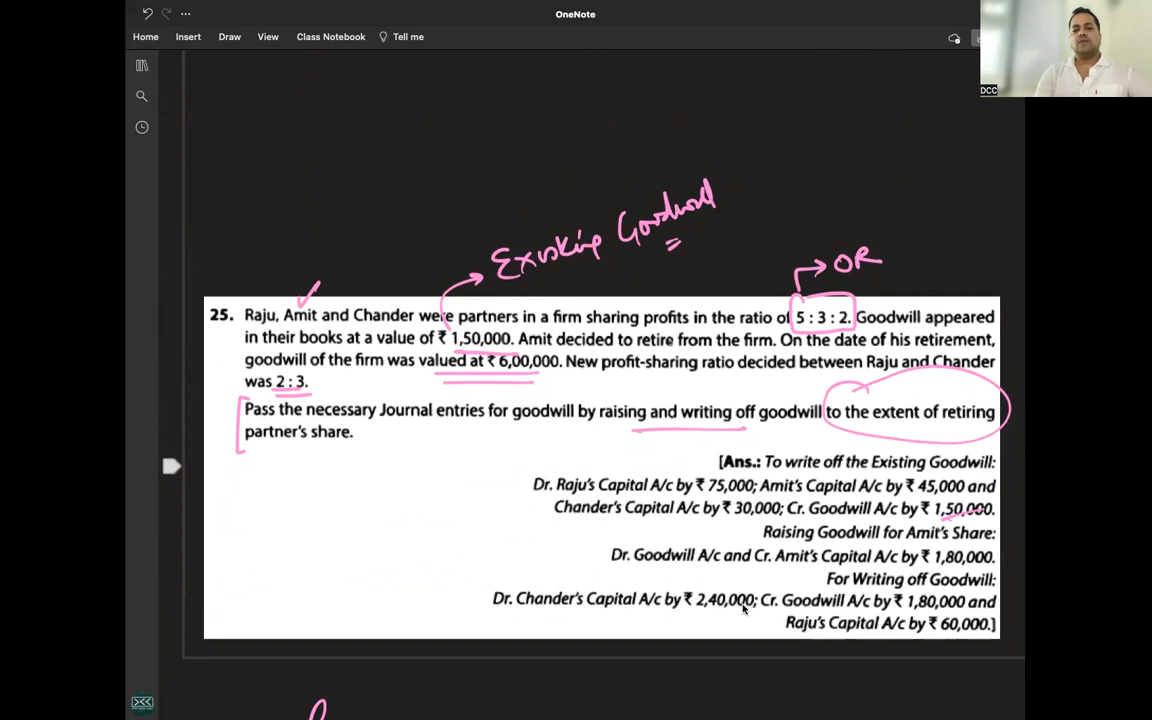 OneNote
Home Insert Draw View Class Notebook Tell me
DCC
Existing Goodwill
OR
25. Raju, Amit and Chander were partners in a firm sharing profits in the ratio of 5 : 3 : 2. Goodwill appeared
in their books at a value of ₹ 1,50,000. Amit decided to retire from the firm. On the date of his retirement,
goodwill of the firm was valued at ₹ 6,00,000. New profit-sharing ratio decided between Raju and Chander
was 2 : 3.
Pass the necessary Journal entries for goodwill by raising and writing off goodwill to the extent of retiring
partner's share.
[Ans.: To write off the Existing Goodwill:
Dr. Raju's Capital A/c by ₹ 75,000; Amit's Capital A/c by ₹ 45,000 and
Chander's Capital A/c by ₹ 30,000; Cr. Goodwill A/c by ₹ 1,50,000.
Raising Goodwill for Amit's Share:
Dr. Goodwill A/c and Cr. Amit's Capital A/c by ₹ 1,80,000.
For Writing off Goodwill:
Dr. Chander's Capital A/c by ₹ 2,40,000; Cr. Goodwill A/c by ₹ 1,80,000 and
Raju's Capital A/c by ₹ 60,000.]